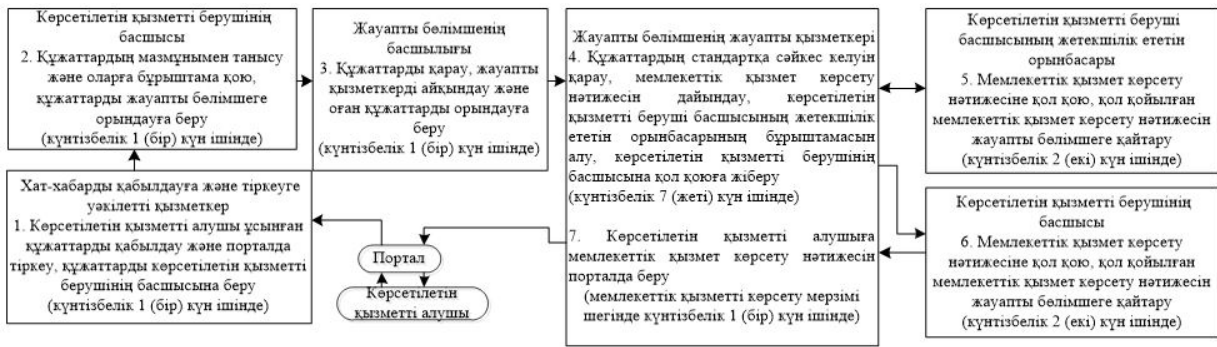 Көрсетілетін қызметті берушінің
басшысы
2. Құжаттардың мазмұнымен танысу
және оларға бұрыштама қою,
құжаттарды жауапты бөлімшеге
орындауға беру
(күнтізбелік 1 (бір) күн ішінде)
Хат-хабарды қабылдауға және тіркеуге
уәкілетті қызметкер
1. Көрсетілетін қызметті алушы ұсынған
құжаттарды қабылдау және порталда
тіркеу, құжаттарды көрсетілетін қызметті
берушінің басшысына беру
(күнтізбелік 1 (бір) күн ішінде)
Жауапты бөлімшенің
басшылығы
3. Құжаттарды қарау, жауапты
қызметкерді айқындау және
оған құжаттарды орындауға
беру
(күнтізбелік 1 (бір) күн ішінде)
Портал
Көрсетілетін
қызметті алушы
Жауапты бөлімшенің жауапты қызметкері
4. Құжаттардың стандартқа сәйкес келуін
қарау, мемлекеттік қызмет көрсету
нәтижесін дайындау, көрсетілетін
қызметті беруші басшысының жетекшілік
ететін орынбасарының бұрыштамасын
алу, көрсетілетін қызметті берушінің
басшысына қол қоюға жіберу
(күнтізбелік 7 (жеті) күн ішінде)
7. Көрсетілетін қызметті алушыға
мемлекеттік қызмет көрсету нәтижесін
порталда беру
(мемлекеттік қызметті көрсету мерзімі
шегінде күнтізбелік 1 (бір) күн ішінде)
Көрсетілетін қызметті беруші
басшысының жетекшілік ететін
орынбасары
5. Мемлекеттік қызмет көрсету
нәтижесіне қол қою, қол қойылған
мемлекеттік қызмет көрсету нәтижесін
жауапты бөлімшеге қайтару
(күнтізбелік 2 (екі) күн ішінде)
Көрсетілетін қызметті берушінің
басшысы
6. Мемлекеттік қызмет көрсету
нәтижесіне қол қою, қол қойылған
мемлекеттік қызмет көрсету нәтижесін
жауапты бөлімшеге қайтару
(күнтізбелік 2 (екі) күн ішінде)